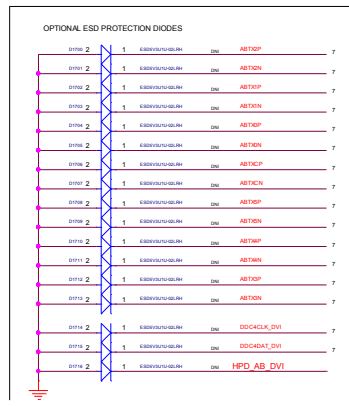 OPTIONAL ESD PROTECTION DIODES
D1700 2 1 ESD5V3U1U-02LRH DNI ABTX2P 7
D1701 2 1 ESD5V3U1U-02LRH DNI ABTX2N 7
D1702 2 1 ESD5V3U1U-02LRH DNI ABTX1P 7
D1703 2 1 ESD5V3U1U-02LRH DNI ABTX1N 7
D1704 2 1 ESD5V3U1U-02LRH DNI ABTX0P 7
D1705 2 1 ESD5V3U1U-02LRH DNI ABTX0N 7
D1706 2 1 ESD5V3U1U-02LRH DNI ABTXCP 7
D1707 2 1 ESD5V3U1U-02LRH DNI ABTXCN 7
D1708 2 1 ESD5V3U1U-02LRH DNI ABTX5P 7
D1709 2 1 ESD5V3U1U-02LRH DNI ABTX5N 7
D1710 2 1 ESD5V3U1U-02LRH DNI ABTX4P 7
D1711 2 1 ESD5V3U1U-02LRH DNI ABTX4N 7
D1712 2 1 ESD5V3U1U-02LRH DNI ABTX3P 7
D1713 2 1 ESD5V3U1U-02LRH DNI ABTX3N 7
D1714 2 1 ESD5V3U1U-02LRH DNI DDC4CLK_DVI 7
D1715 2 1 ESD5V3U1U-02LRH DNI DDC4DAT_DVI 7
D1716 2 1 ESD5V3U1U-02LRH DNI HPD_AB_DVI 7